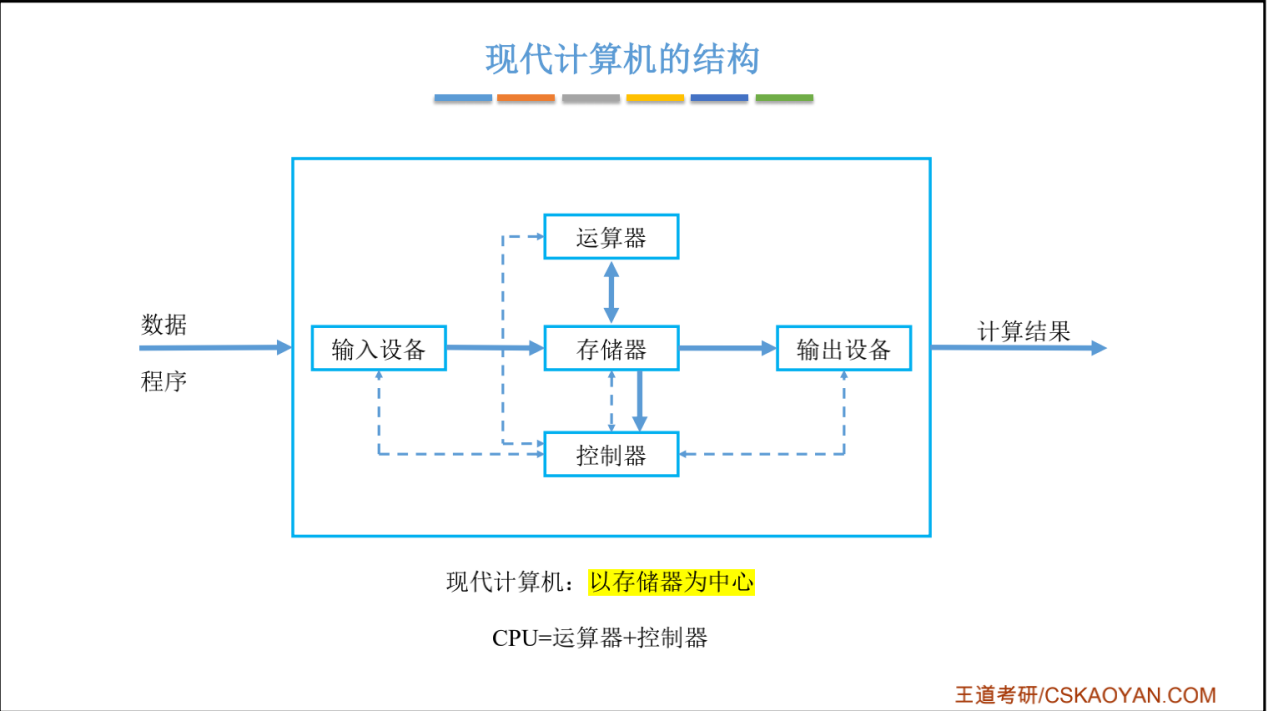 现代计算机的结构
运算器
数据
计算结果
输入设备
存储器
输出设备
程序
控制器
现代计算机：以存储器为中心
CPU=运算器+控制器
王道考研/CSKAOYAN.COM